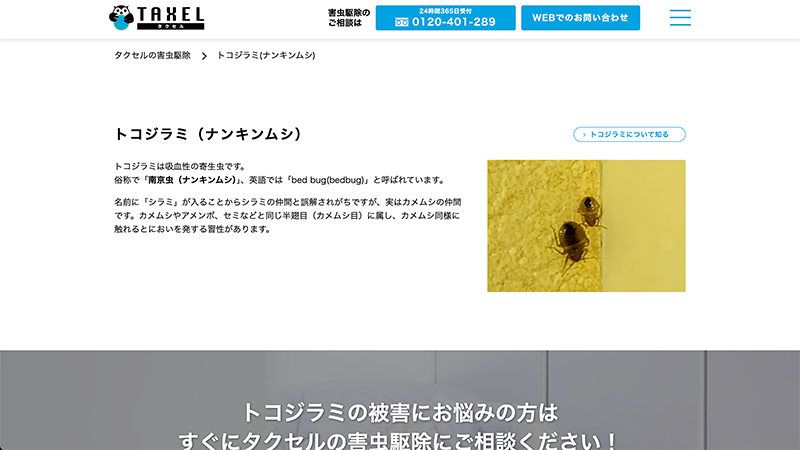 TAXEL
タクセル
害虫駆除の
ご相談は
24時間365日受付
0120-401-289
WEBでのお問い合わせ
タクセルの害虫駆除 > トコジラミ(ナンキンムシ)
トコジラミ（ナンキンムシ）
> トコジラミについて知る
トコジラミは吸血性の寄生虫です。
俗称で「南京虫（ナンキンムシ）」、英語では「bed bug(bedbug)」と呼ばれています。
名前に「シラミ」が入ることからシラミの仲間と誤解されがちですが、実はカメムシの仲間
です。カメムシやアメンボ、セミなどと同じ半翅目（カメムシ目）に属し、カメムシ同様に
触れるとにおいを発する習性があります。
トコジラミの被害にお悩みの方は
すぐにタクセルの害虫駆除にご相談ください！